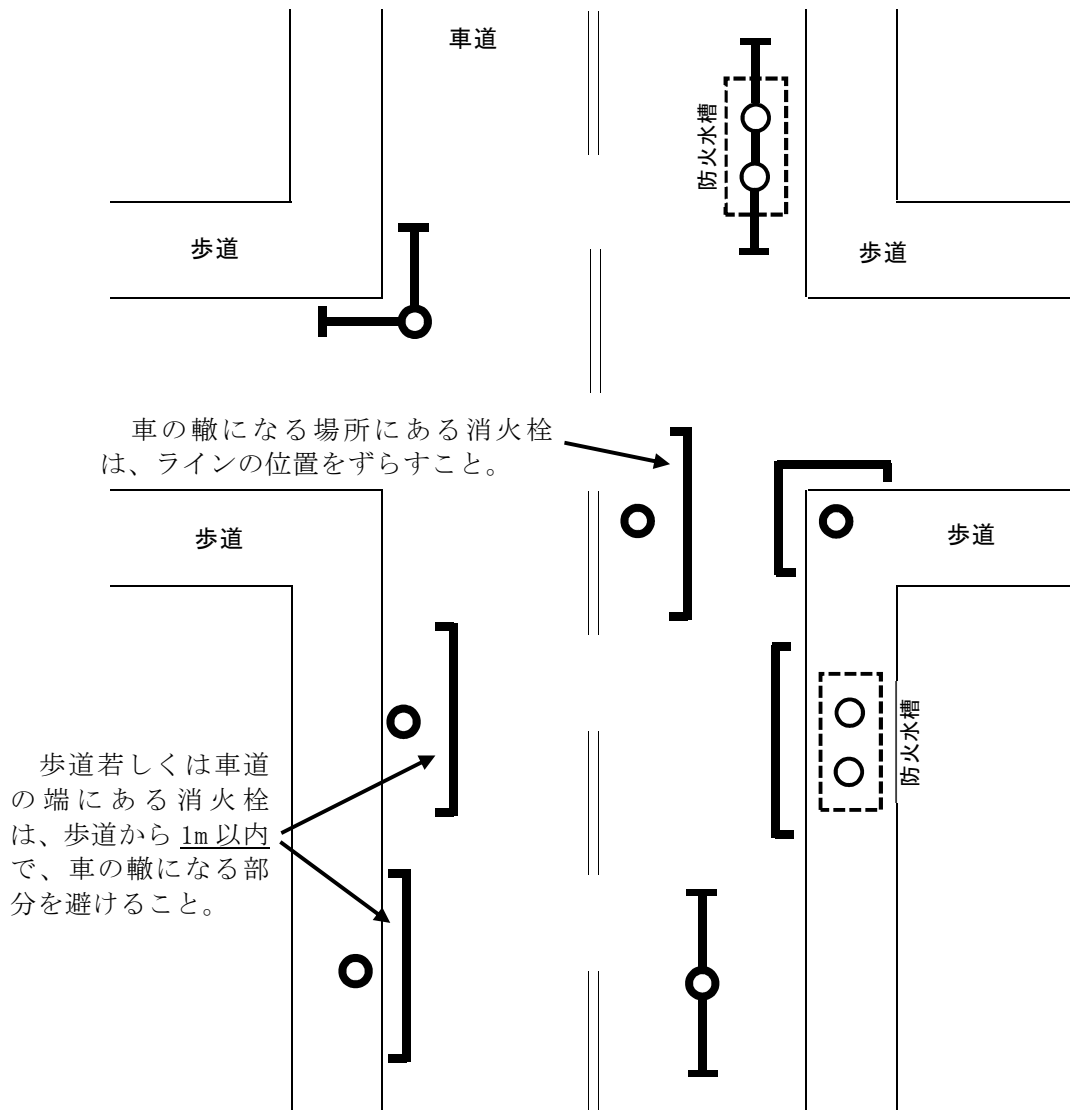 車道
防火水槽
歩道
歩道
車の轍になる場所にある消火栓
は、ラインの位置をずらすこと。
歩道
歩道
防火水槽
歩道若しくは車道
の端にある消火栓
は、歩道から 1m 以内
で、車の轍になる部
分を避けること。